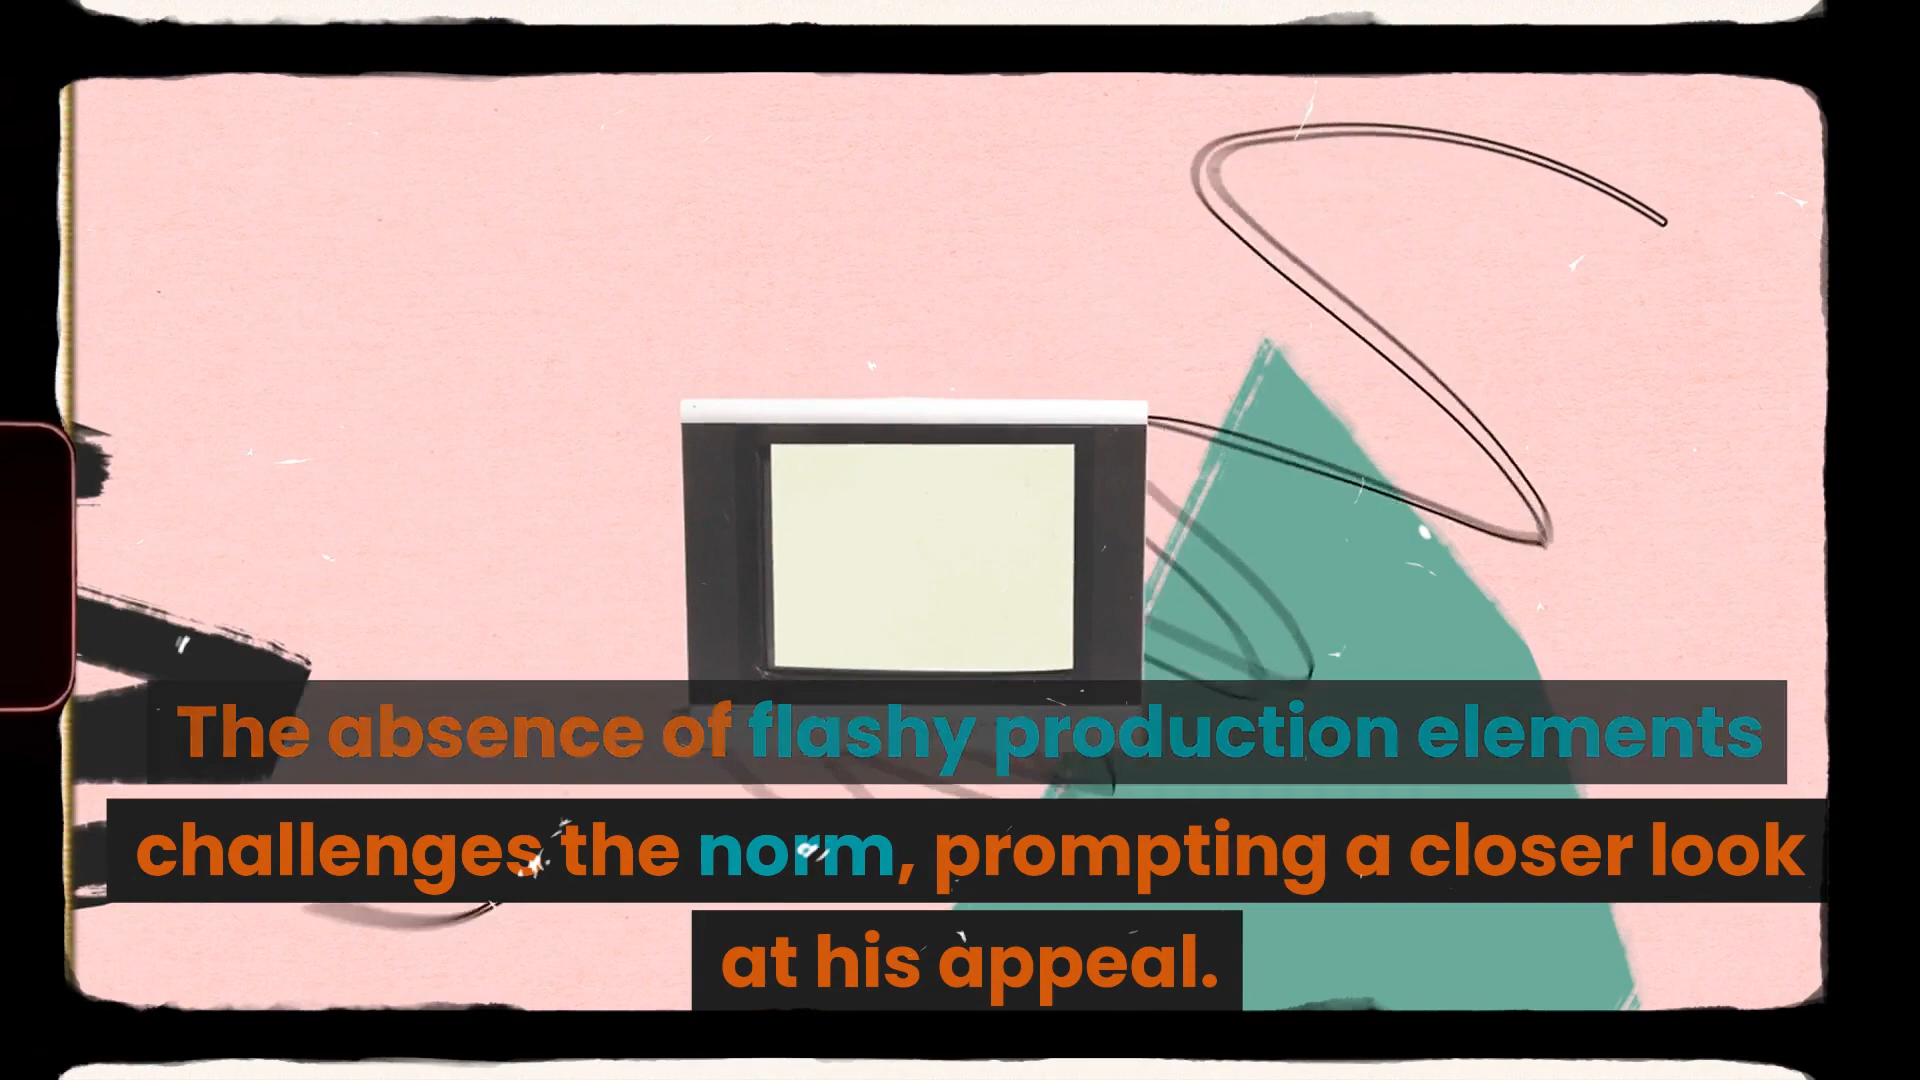 The absence of flashy production elements
challenges the norm, prompting a closer look
at his appeal.